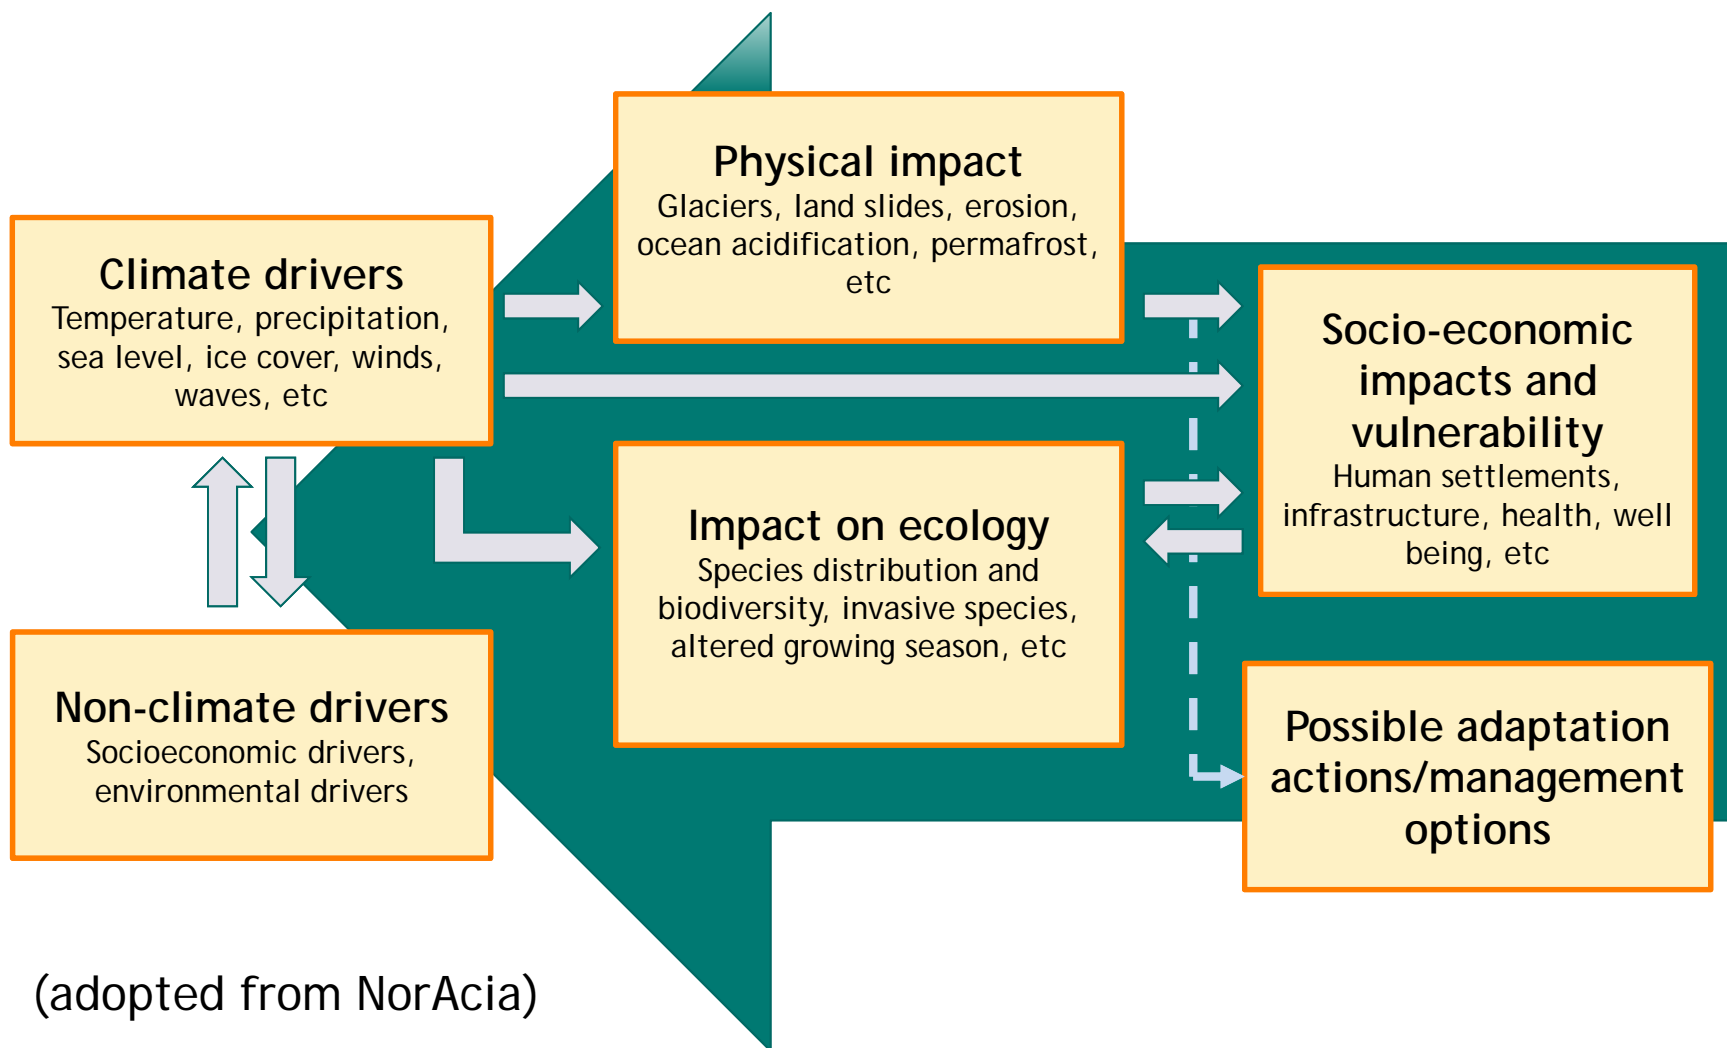 Physical impact
Glaciers, land slides, erosion,
ocean acidification, permafrost,
etc
Climate drivers
Temperature, precipitation,
sea level, ice cover, winds,
waves, etc
Socio-economic
impacts and
vulnerability
Human settlements,
infrastructure, health, well
being, etc
Impact on ecology
Species distribution and
biodiversity, invasive species,
altered growing season, etc
Non-climate drivers
Socioeconomic drivers,
environmental drivers
Possible adaptation
actions/management
options
(adopted from NorAcia)